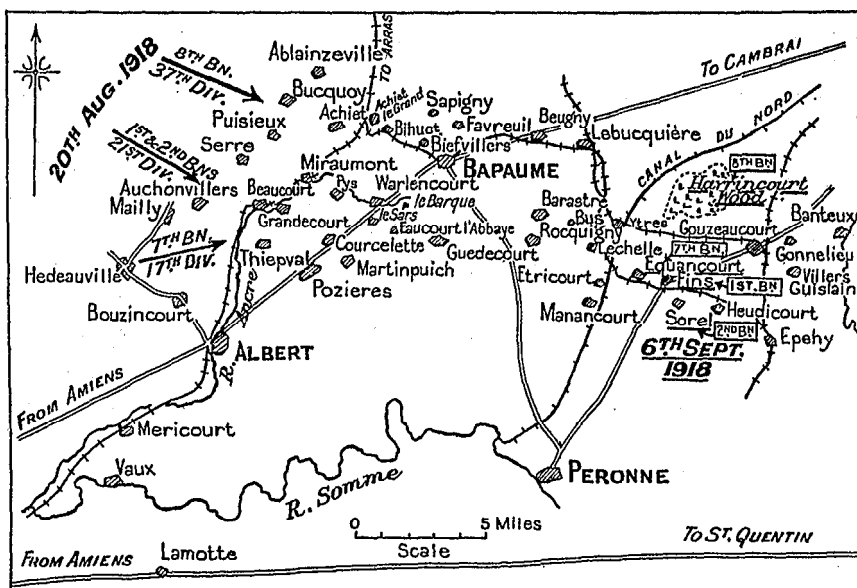 20TH AUG. 1918
8TH BN.
37TH DIV.
1ST & 2ND BNS
21ST DIV.
7TH BN.
17TH DIV.
Ablainzeville
TO ARRAS
Bucquoy
Achiet
Achiet le Grand
Puisieux
Serre
Bihuat
Sapigny
Favreuil
Biefvillers
Beugny
Lebucquière
TO CAMBRAI
CANAL DU NORD
Miraumont
BAPAUME
Auchonvillers
Beaucourt
Pys
Warlencourt
le Barque
Mailly
Grandecourt
le Sars
Eaucourt l'Abbaye
Barastre
Bus
Rocquigny
Ytres
8TH BN
Harrincourt
Wood
Gouzeaucourt
Banteux
Hedeauville
Thiepval
Courcelette
Guedecourt
Lechelle
7TH BN.
Gonnelieu
Martinpuich
Pozieres
Equancourt
Fins
1ST. BN
Villers
Guislain
Bouzincourt
Etricourt
Manancourt
Sorel
Heudicourt
2ND BN.
Epehy
6TH SEPT.
1918
R. Ancre
ALBERT
FROM AMIENS
Mericourt
Vaux
R. Somme
PERONNE
0 5 Miles
Scale
FROM AMIENS
Lamotte
TO ST. QUENTIN